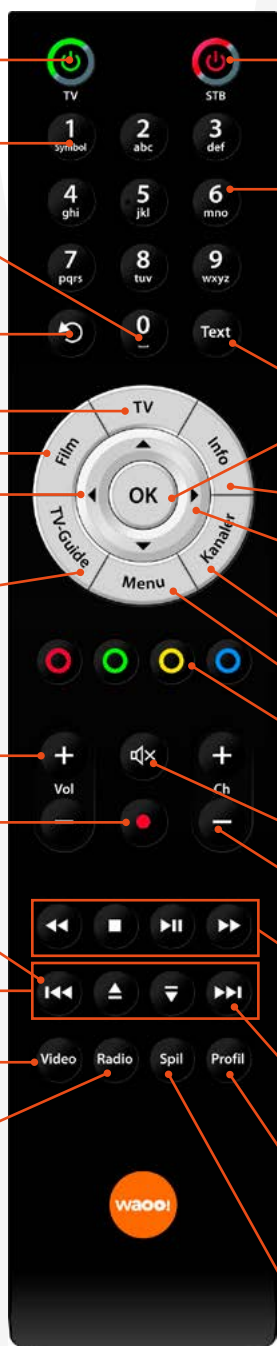 TV STB
1 2 3
Symbol abc def
4 5 6
ghi jkl mno
7 8 9
pqrs tuv wxyz
0 Text
TV
Film Info
OK
TV-Guide Kanaler
Menu
+ +
Vol Ch
— —
Video Radio Spil Profil
waoo!